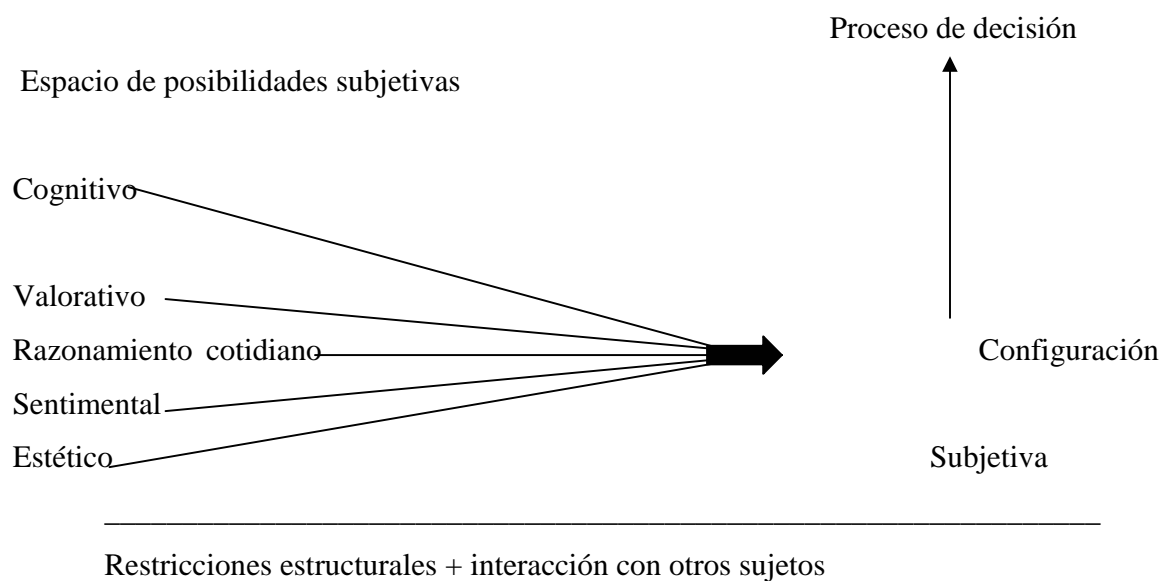 Proceso de decisión
Espacio de posibilidades subjetivas
Cognitivo
Valorativo
Razonamiento cotidiano
Configuración
Sentimental
Estético
Subjetiva
Restricciones estructurales + interacción con otros sujetos